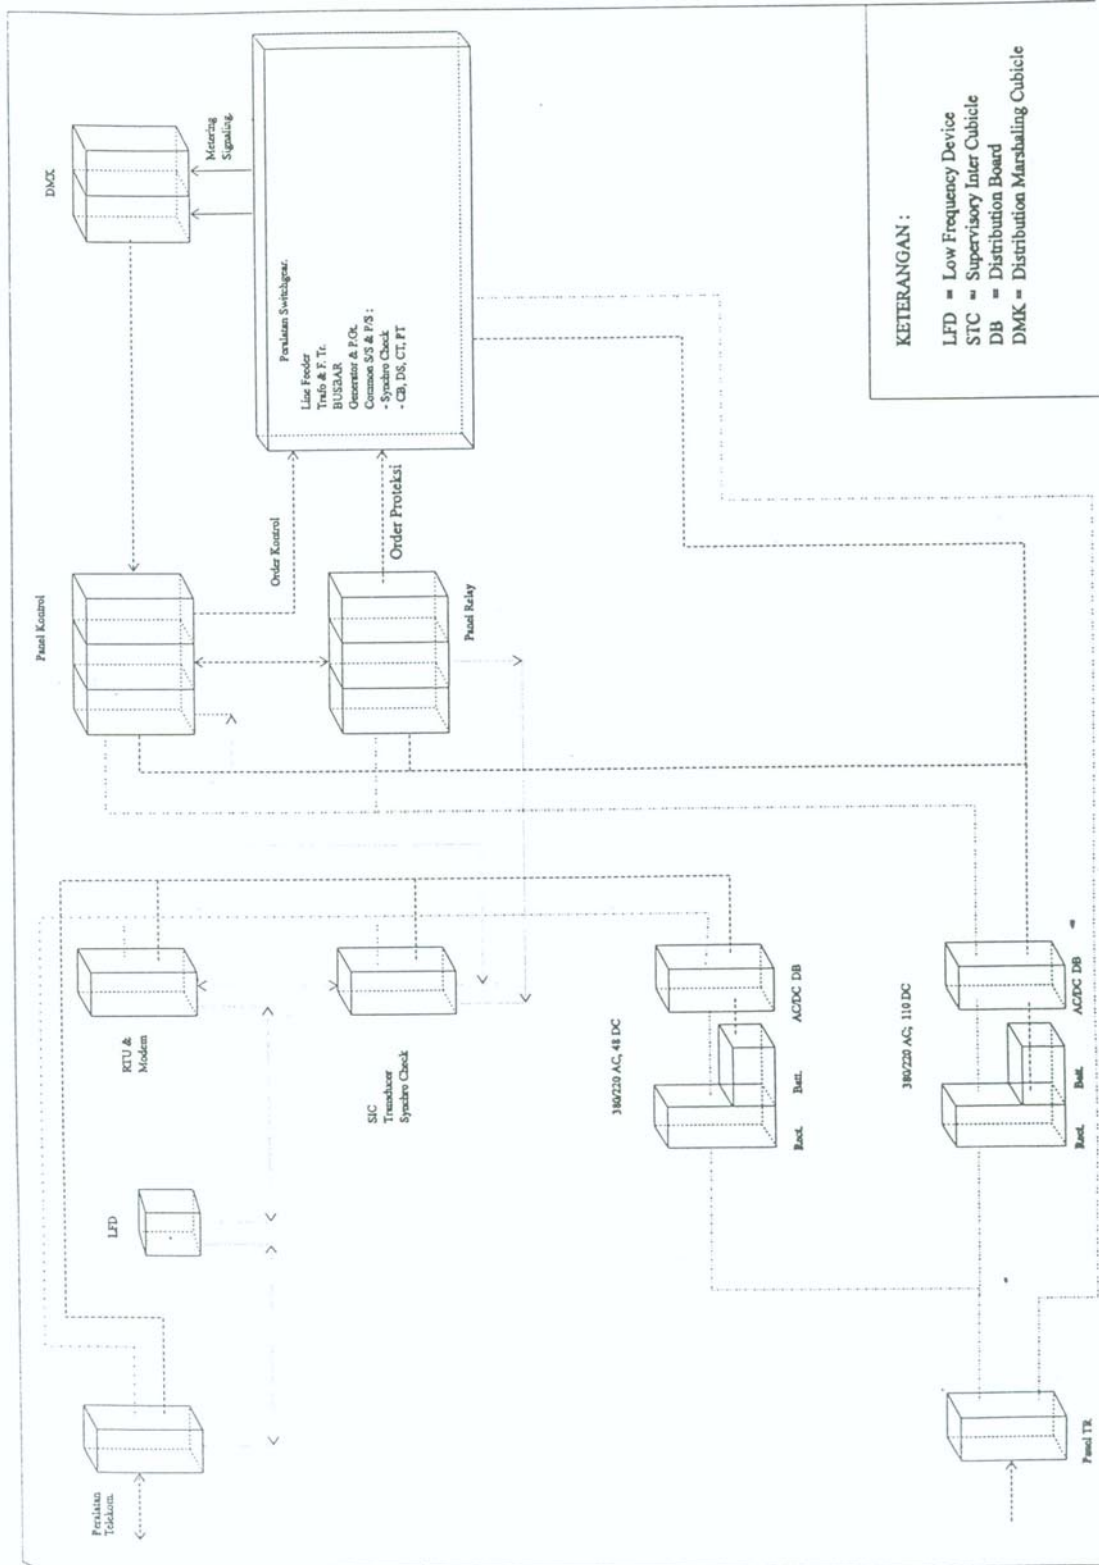 DMX
Metering
Signaling.
Panel Kontrol
Peralatan Switchgear.
Line Feeder
Trafo & F. Tr.
BUSBAR
Generator & P.Gt.
Common S/S & P/S :
- Synchro Check
- CB, DS, CT, PT
Order Kontrol
Order Proteksi
Panel Relay
RTU &
Modem
LFD
Peralatan
Telekom.
SIC
Transducer
Synchro Check
380/220 AC, 48 DC
Rect.
Batt.
AC/DC DB
380/220 AC; 110 DC
Rect.
Batt.
AC/DC DB
Panel TR
KETERANGAN :
LFD = Low Frequency Device
STC = Supervisory Inter Cubicle
DB = Distribution Board
DMK = Distribution Marshaling Cubicle